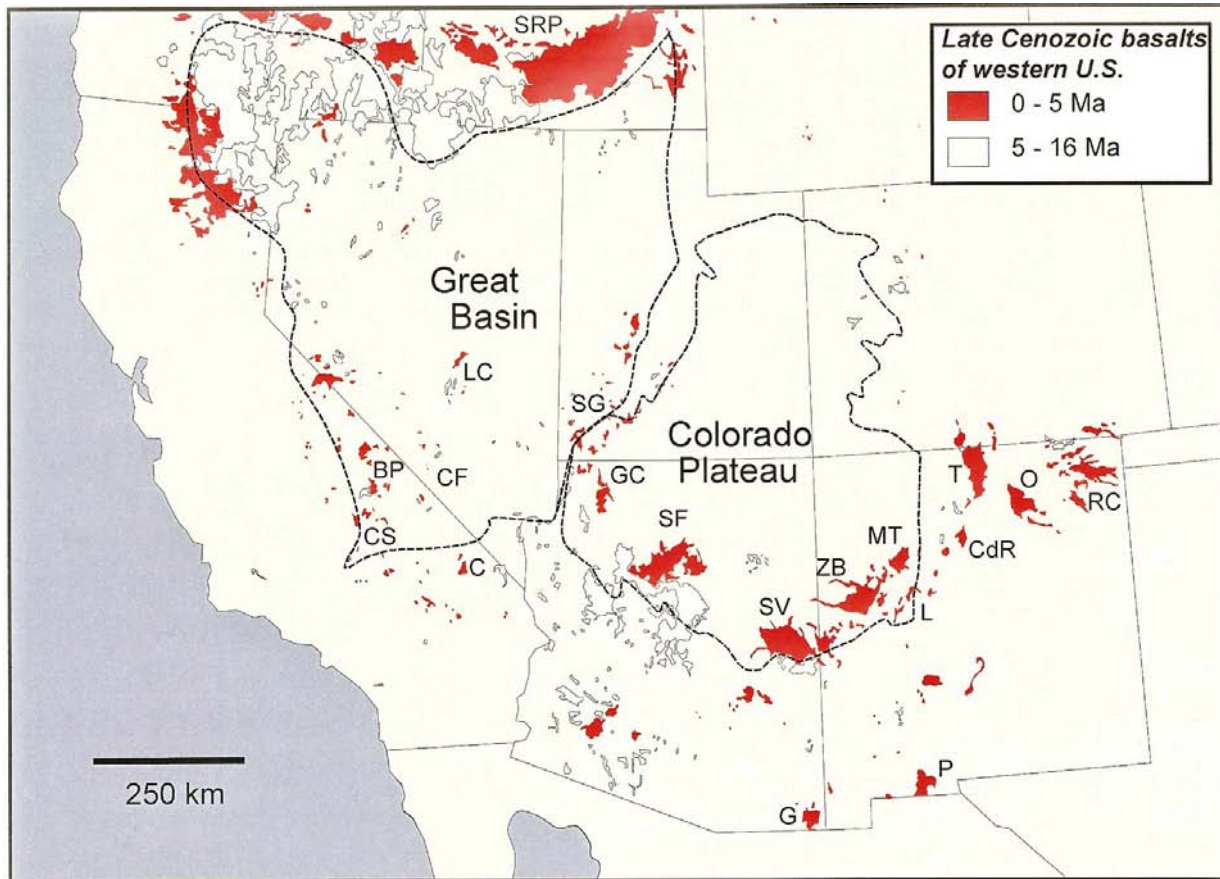 SRP
Late Cenozoic basalts
of western U.S.
0 - 5 Ma
5 - 16 Ma
Great
Basin
LC
SG
Colorado
Plateau
BP
CF
GC
T
O
RC
CS
SF
MT
CdR
C
ZB
SV
L
250 km
P
G